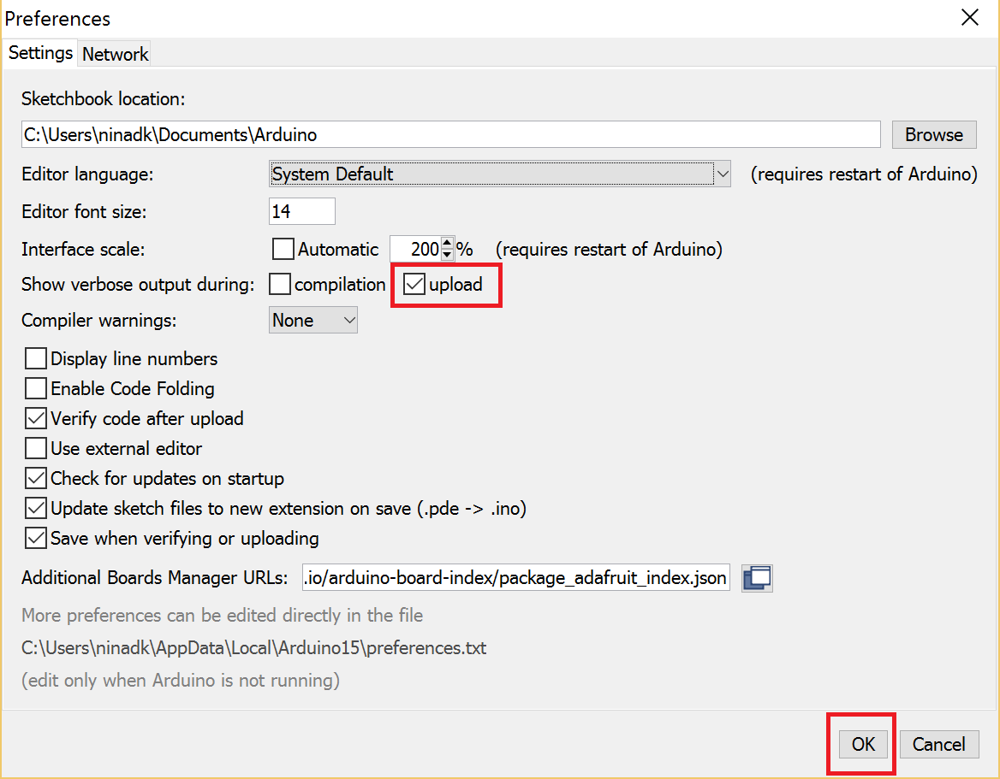 Preferences
Settings Network
Sketchbook location:
C:\Users\ninadk\Documents\Arduino Browse
Editor language: System Default (requires restart of Arduino)
Editor font size: 14
Interface scale: Automatic 200 % (requires restart of Arduino)
Show verbose output during: compilation upload
Compiler warnings: None
Display line numbers
Enable Code Folding
Verify code after upload
Use external editor
Check for updates on startup
Update sketch files to new extension on save (.pde -> .ino)
Save when verifying or uploading
Additional Boards Manager URLs: .io/arduino-board-index/package_adafruit_index.json
More preferences can be edited directly in the file
C:\Users\ninadk\AppData\Local\Arduino15\preferences.txt
(edit only when Arduino is not running)
OK Cancel